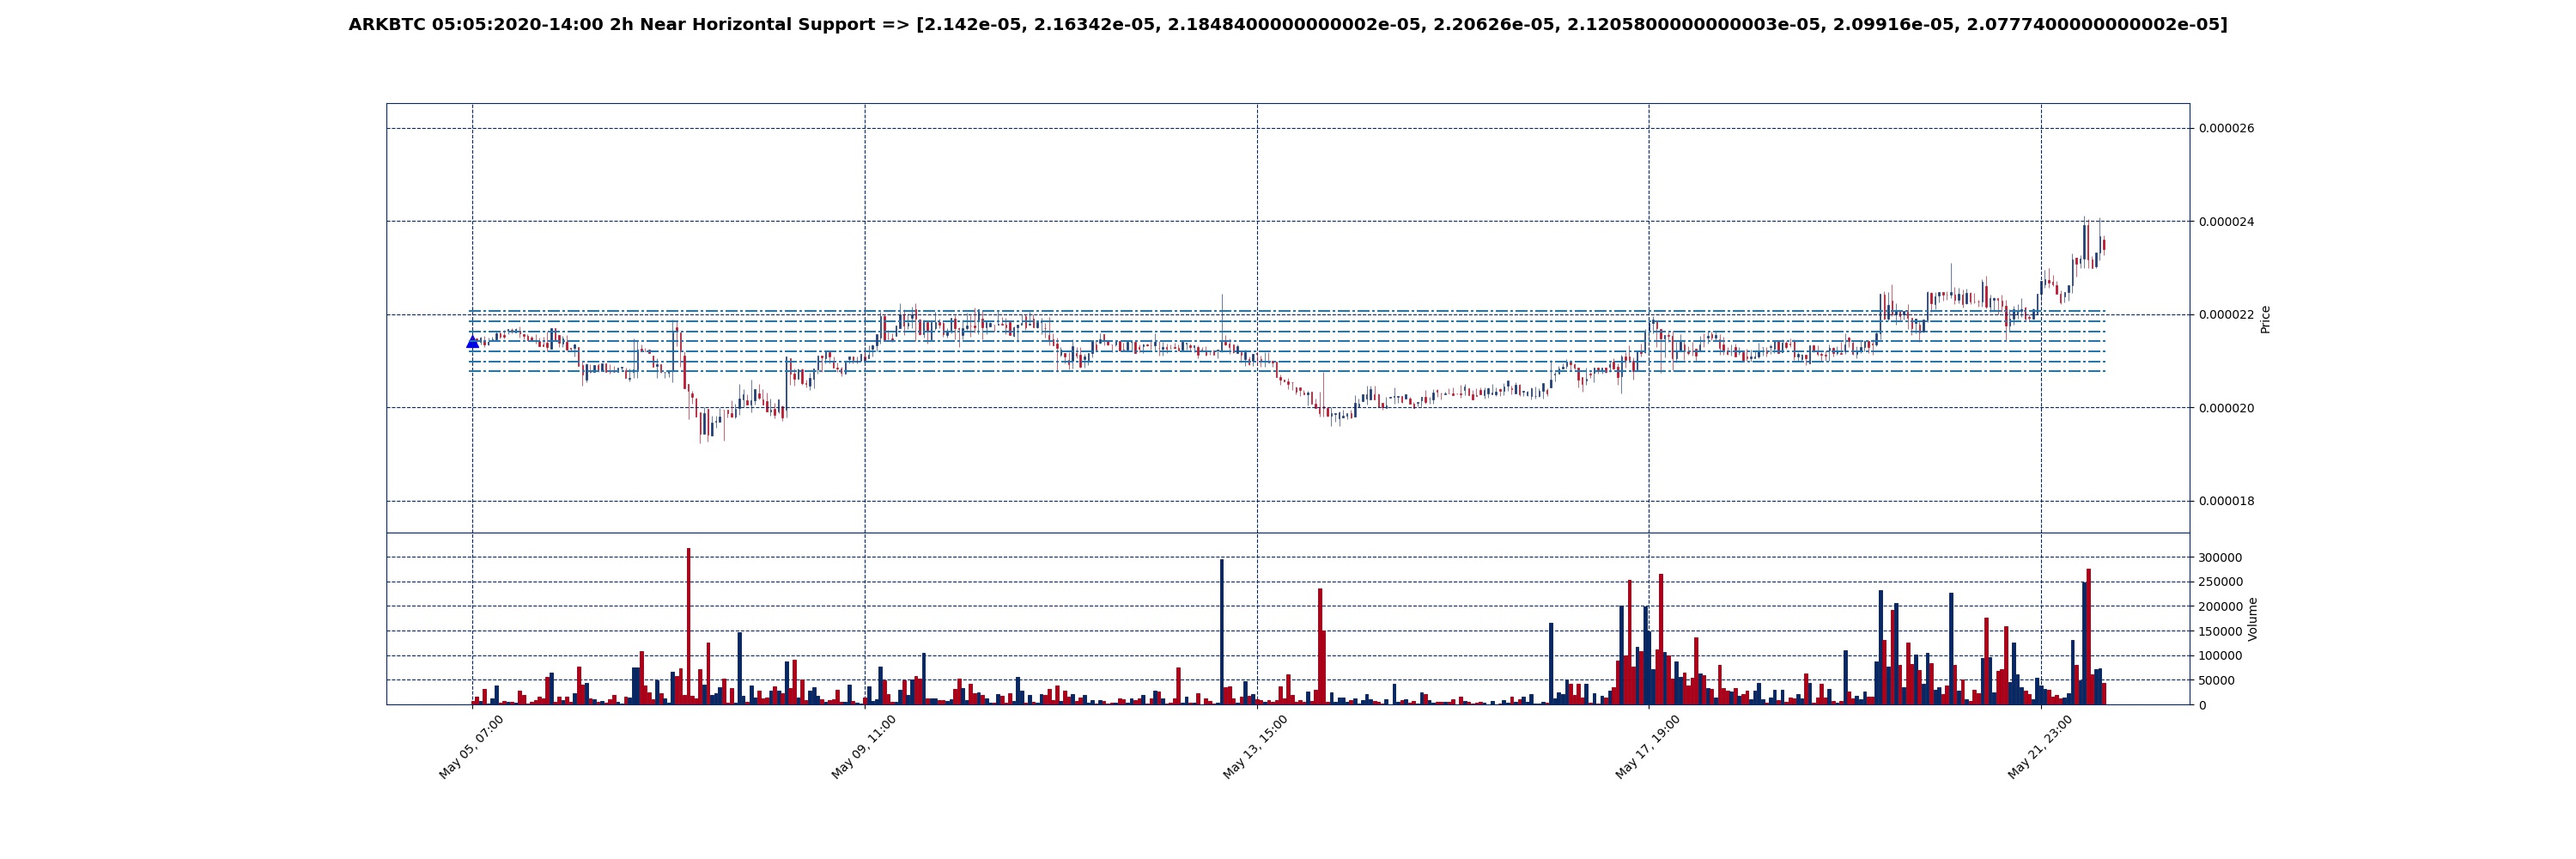 ARKBTC 05:05:2020-14:00 2h Near Horizontal Support => [2.142e-05, 2.16342e-05, 2.1848400000000002e-05, 2.20626e-05, 2.1205800000000003e-05, 2.09916e-05, 2.0777400000000002e-05]
0.000026
0.000024
0.000022
0.000020
0.000018
Price
300000
250000
200000
150000
100000
50000
0
Volume
May 05, 07:00
May 09, 11:00
May 13, 15:00
May 17, 19:00
May 21, 23:00